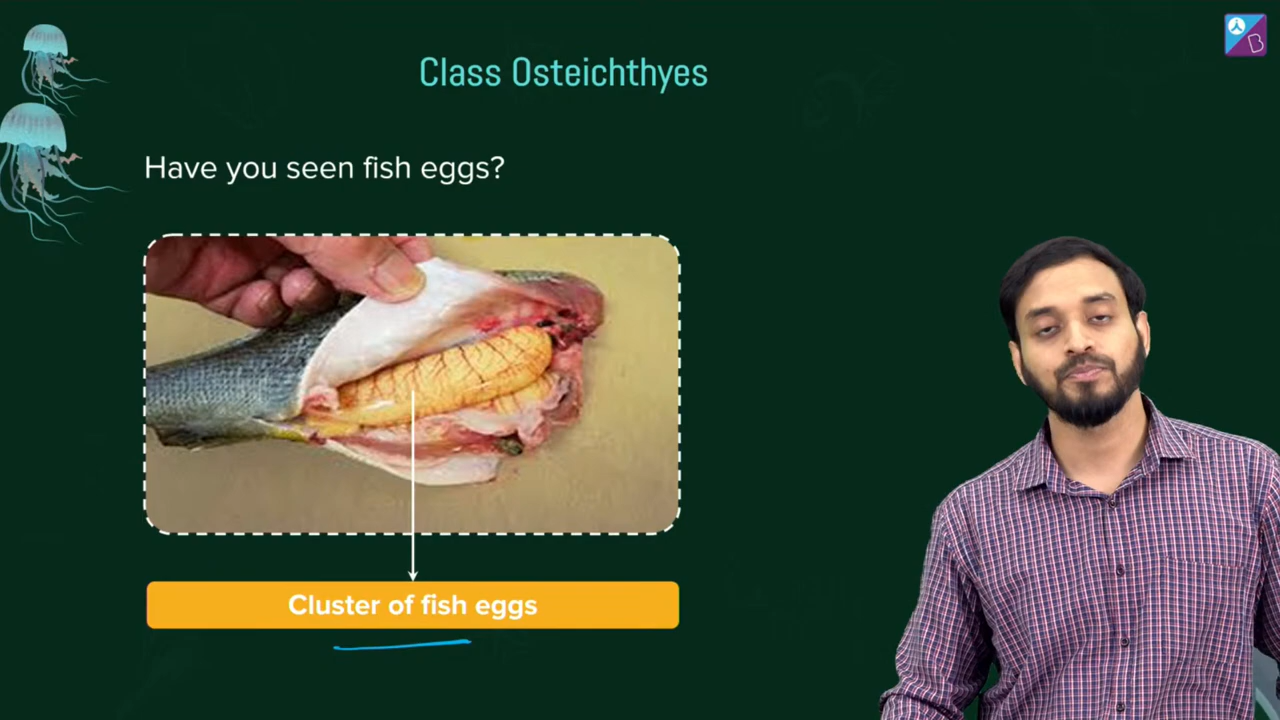 Class Osteichthyes
Have you seen fish eggs?
Cluster of fish eggs
B